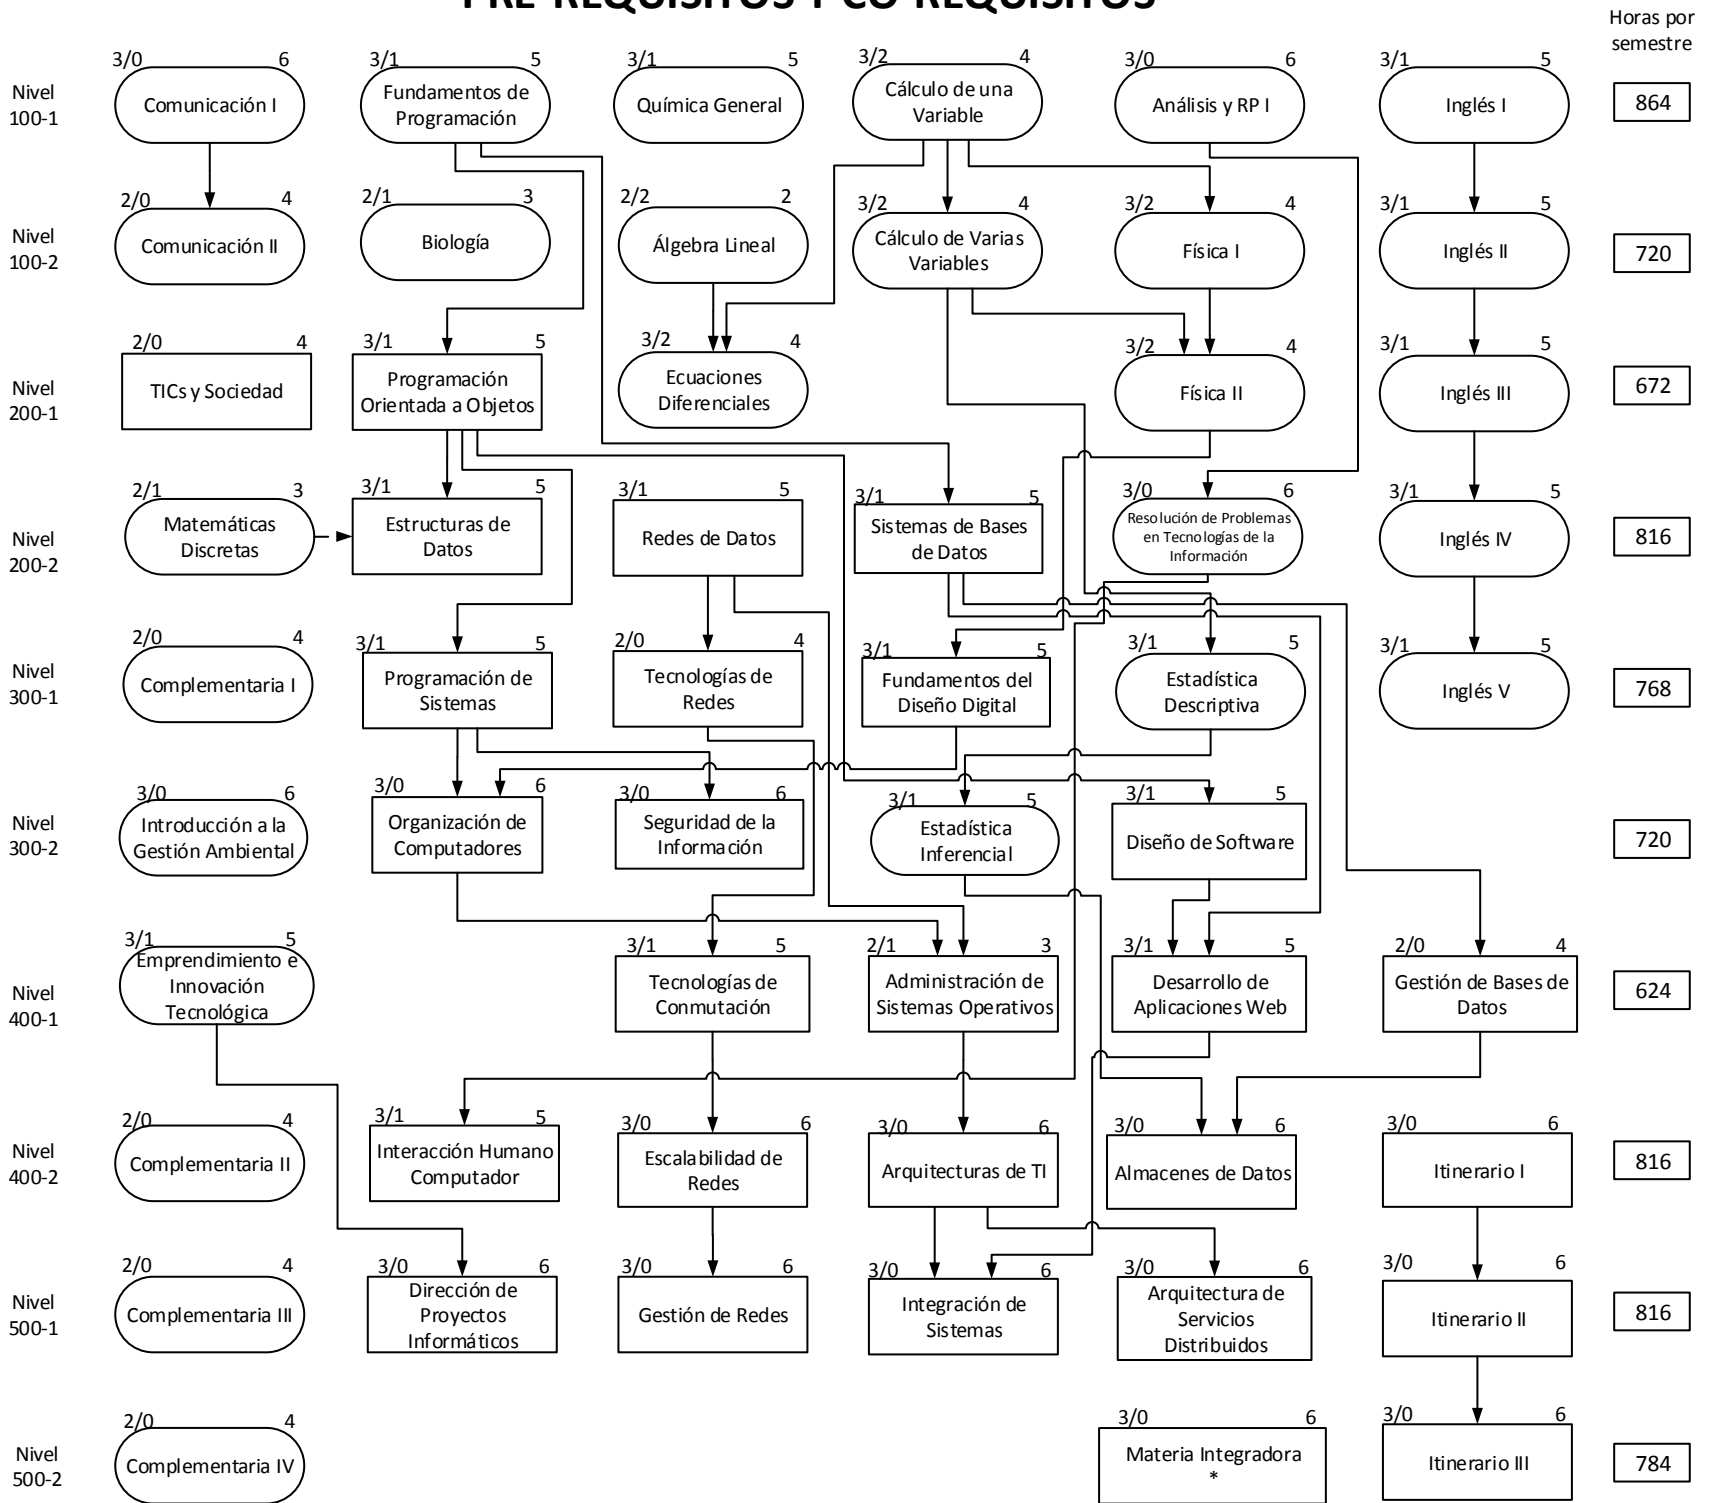 PRE-REQUISITOS Y CO-REQUISITOS
Horas por
semestre
3/0 6
3/1 5
3/1 5
3/2 4
3/0 6
3/1 5
Nivel
100-1
Comunicación I
Fundamentos de
Programación
Química General
Cálculo de una
Variable
Análisis y RP I
Inglés I
864
2/0 4
2/1 3
2/2 2
3/2 4
3/2 4
3/1 5
Nivel
100-2
Comunicación II
Biología
Álgebra Lineal
Cálculo de Varias
Variables
Física I
Inglés II
720
2/0 4
3/1 5
3/2 4
3/2 4
3/1 5
Nivel
200-1
TICs y Sociedad
Programación
Orientada a Objetos
Ecuaciones
Diferenciales
Física II
Inglés III
672
2/1 3
3/1 5
3/1 5
3/1 5
3/0 6
3/1 5
Nivel
200-2
Matemáticas
Discretas
Estructuras de
Datos
Redes de Datos
Sistemas de Bases
de Datos
Resolución de Problemas
en Tecnologías de la
Información
Inglés IV
816
2/0 4
3/1 5
2/0 4
3/1 5
3/1 5
3/1 5
Nivel
300-1
Complementaria I
Programación de
Sistemas
Tecnologías de
Redes
Fundamentos del
Diseño Digital
Estadística
Descriptiva
Inglés V
768
3/0 6
3/0 6
3/0 6
3/1 5
3/1 5
Nivel
300-2
Introducción a la
Gestión Ambiental
Organización de
Computadores
Seguridad de la
Información
Estadística
Inferencial
Diseño de Software
720
3/1 5
3/1 5
2/1 3
3/1 5
2/0 4
Nivel
400-1
Emprendimiento e
Innovación
Tecnológica
Tecnologías de
Conmutación
Administración de
Sistemas Operativos
Desarrollo de
Aplicaciones Web
Gestión de Bases de
Datos
624
2/0 4
3/1 5
3/0 6
3/0 6
3/0 6
3/0 6
Nivel
400-2
Complementaria II
Interacción Humano
Computador
Escalabilidad de
Redes
Arquitecturas de TI
Almacenes de Datos
Itinerario I
816
2/0 4
3/0 6
3/0 6
3/0 6
3/0 6
3/0 6
Nivel
500-1
Complementaria III
Dirección de
Proyectos
Informáticos
Gestión de Redes
Integración de
Sistemas
Arquitectura de
Servicios
Distribuidos
Itinerario II
816
2/0 4
3/0 6
3/0 6
Nivel
500-2
Complementaria IV
Materia Integradora
*
Itinerario III
784